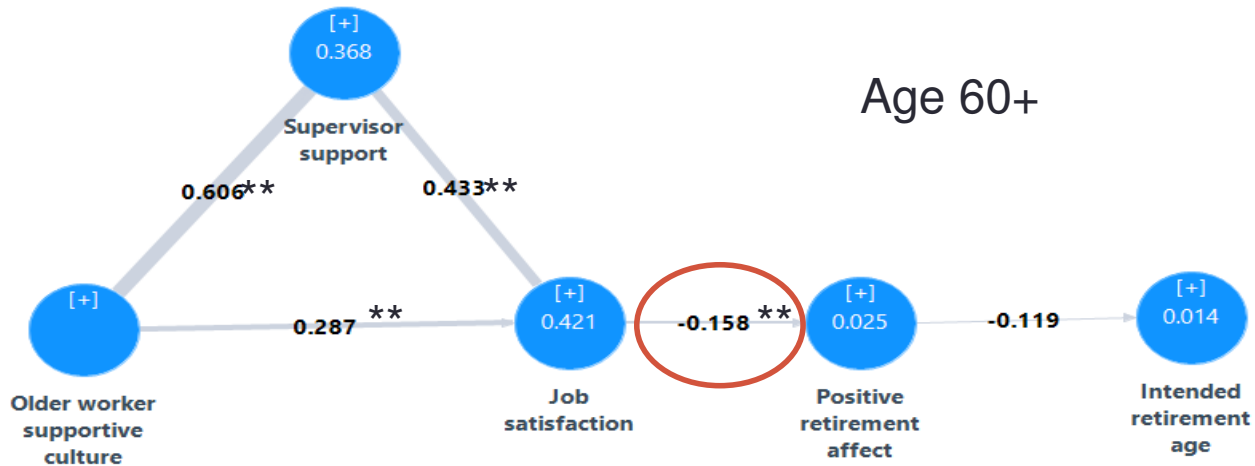 [+]
0.368
Age 60+
Supervisor
support
0.606**
0.433**
[+]
0.287 **
[+]
0.421
-0.158 **
[+]
0.025
-0.119
[+]
0.014
Older worker
supportive
culture
Job
satisfaction
Positive
retirement
affect
Intended
retirement
age